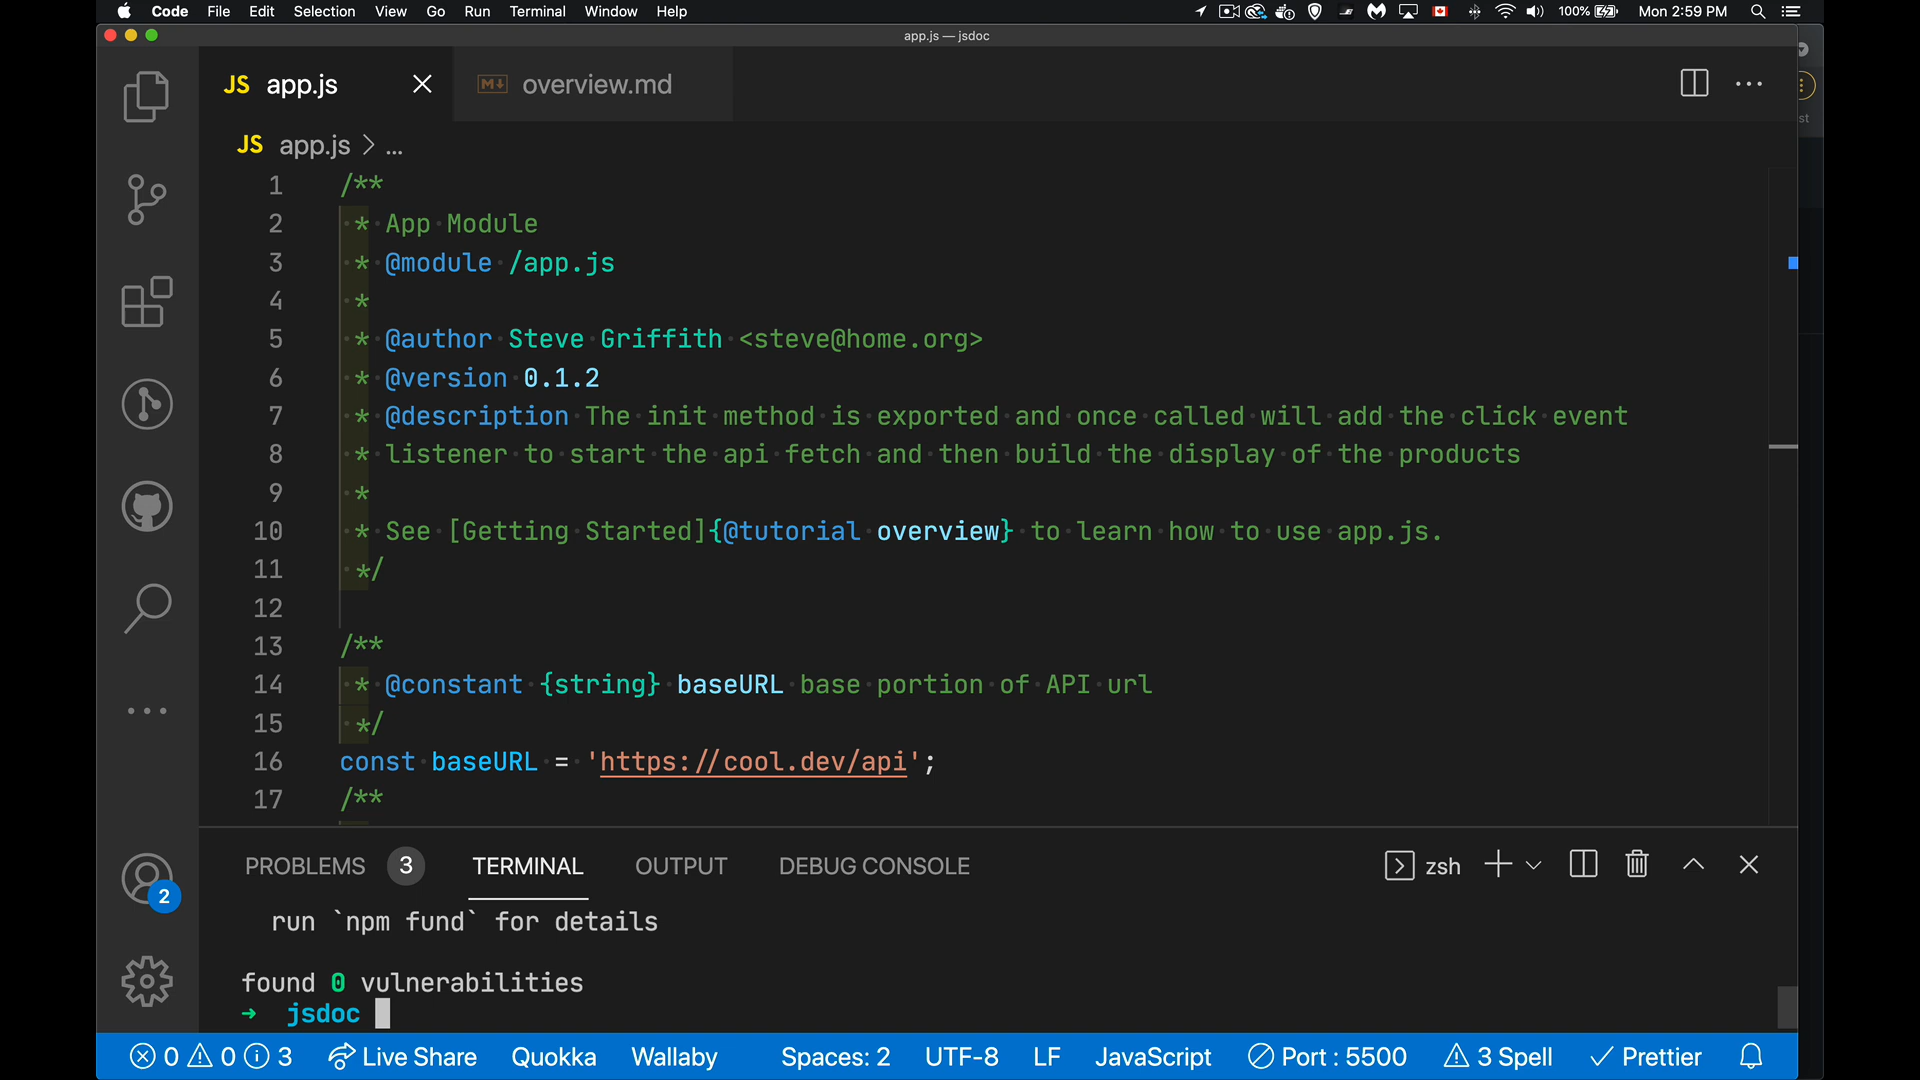 Code File Edit Selection View Go Run Terminal Window Help 100% Mon 2:59 PM
app.js — jsdoc
JS app.js overview.md
st
JS app.js > ...
1 /**
2 * App Module
3 * @module /app.js
4 *
5 * @author Steve Griffith <steve@home.org>
6 * @version 0.1.2
7 * @description The init method is exported and once called will add the click event
8 * listener to start the api fetch and then build the display of the products
9 *
10 * See [Getting Started]{@tutorial overview} to learn how to use app.js.
11 */
12
13 /**
14 * @constant {string} baseURL base portion of API url
15 */
16 const baseURL = 'https://cool.dev/api';
17 /**
PROBLEMS 3 TERMINAL OUTPUT DEBUG CONSOLE zsh
2
run `npm fund` for details
found 0 vulnerabilities
➜ jsdoc
0 0 3 Live Share Quokka Wallaby Spaces: 2 UTF-8 LF JavaScript Port : 5500 3 Spell Prettier